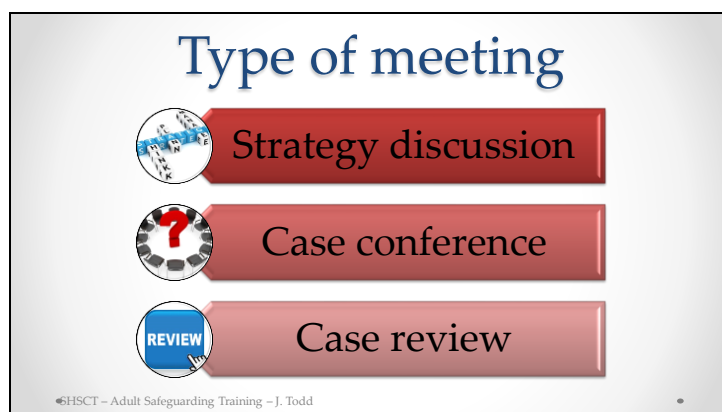 Type of meeting
Strategy discussion
Case conference
?
REVIEW
Case review
SHSCT – Adult Safeguarding Training – J. Todd